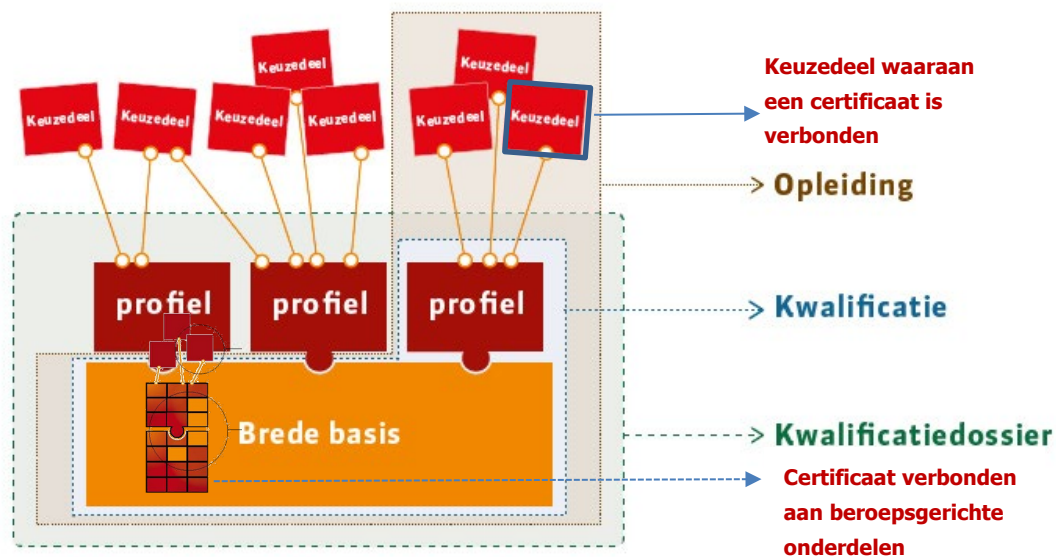 Keuzedeel
Keuzedeel
Keuzedeel
Keuzedeel
Keuzedeel
Keuzedeel
Keuzedeel
Keuzedeel
Keuzedeel
Keuzedeel waaraan
een certificaat is
verbonden
Opleiding
profiel
profiel
profiel
Kwalificatie
Brede basis
Kwalificatiedossier
Certificaat verbonden
aan beroepsgerichte
onderdelen